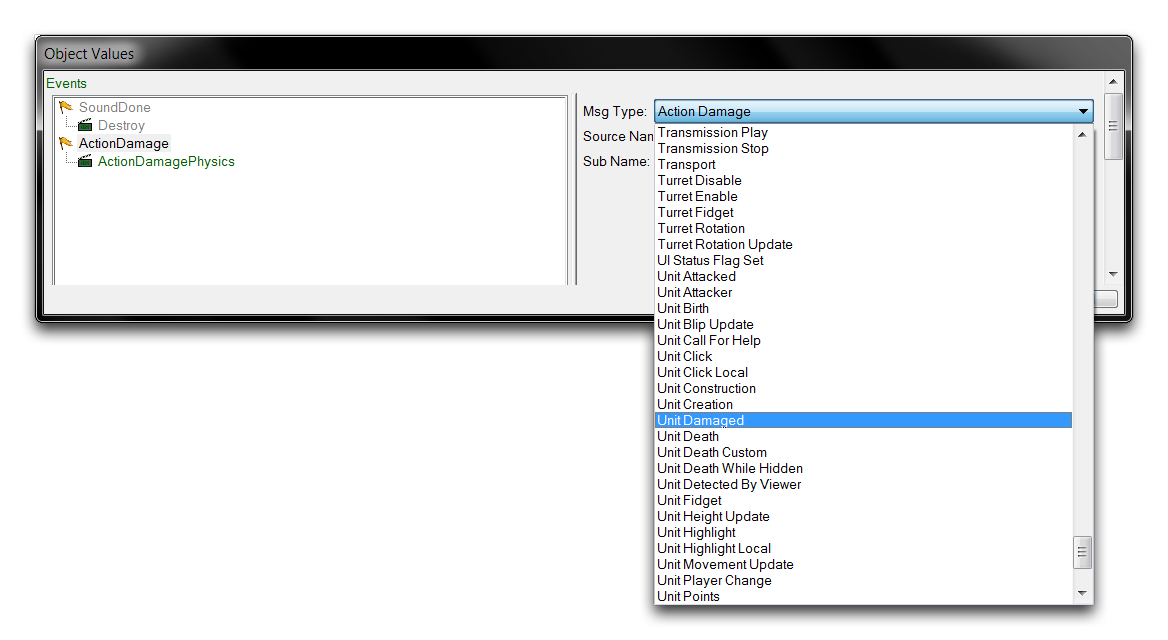 Object Values
Events
SoundDone
Destroy
ActionDamage
ActionDamagePhysics
Msg Type: Action Damage
Source Nan
Sub Name:
Transmission Play
Transmission Stop
Transport
Turret Disable
Turret Enable
Turret Fidget
Turret Rotation
Turret Rotation Update
UI Status Flag Set
Unit Attacked
Unit Attacker
Unit Birth
Unit Blip Update
Unit Call For Help
Unit Click
Unit Click Local
Unit Construction
Unit Creation
Unit Damaged
Unit Death
Unit Death Custom
Unit Death While Hidden
Unit Detected By Viewer
Unit Fidget
Unit Height Update
Unit Highlight
Unit Highlight Local
Unit Movement Update
Unit Player Change
Unit Points